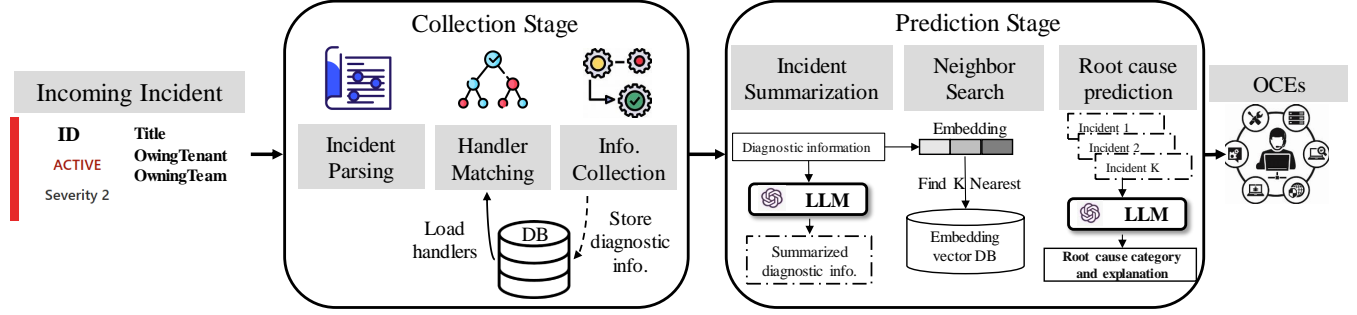 Incoming Incident
ID
ACTIVE
Severity 2
Title
OwingTenant
OwningTeam
Collection Stage
Incident
Parsing
Handler
Matching
Info.
Collection
Load
handlers
DB
Store
diagnostic
info.
Prediction Stage
Incident
Summarization
Diagnostic information
LLM
Summarized
diagnostic info.
Neighbor
Search
Embedding
Find K Nearest
Embedding
vector DB
Root cause
prediction
Incident 1
Incident 2
Incident K
LLM
Root cause category
and explanation
OCEs